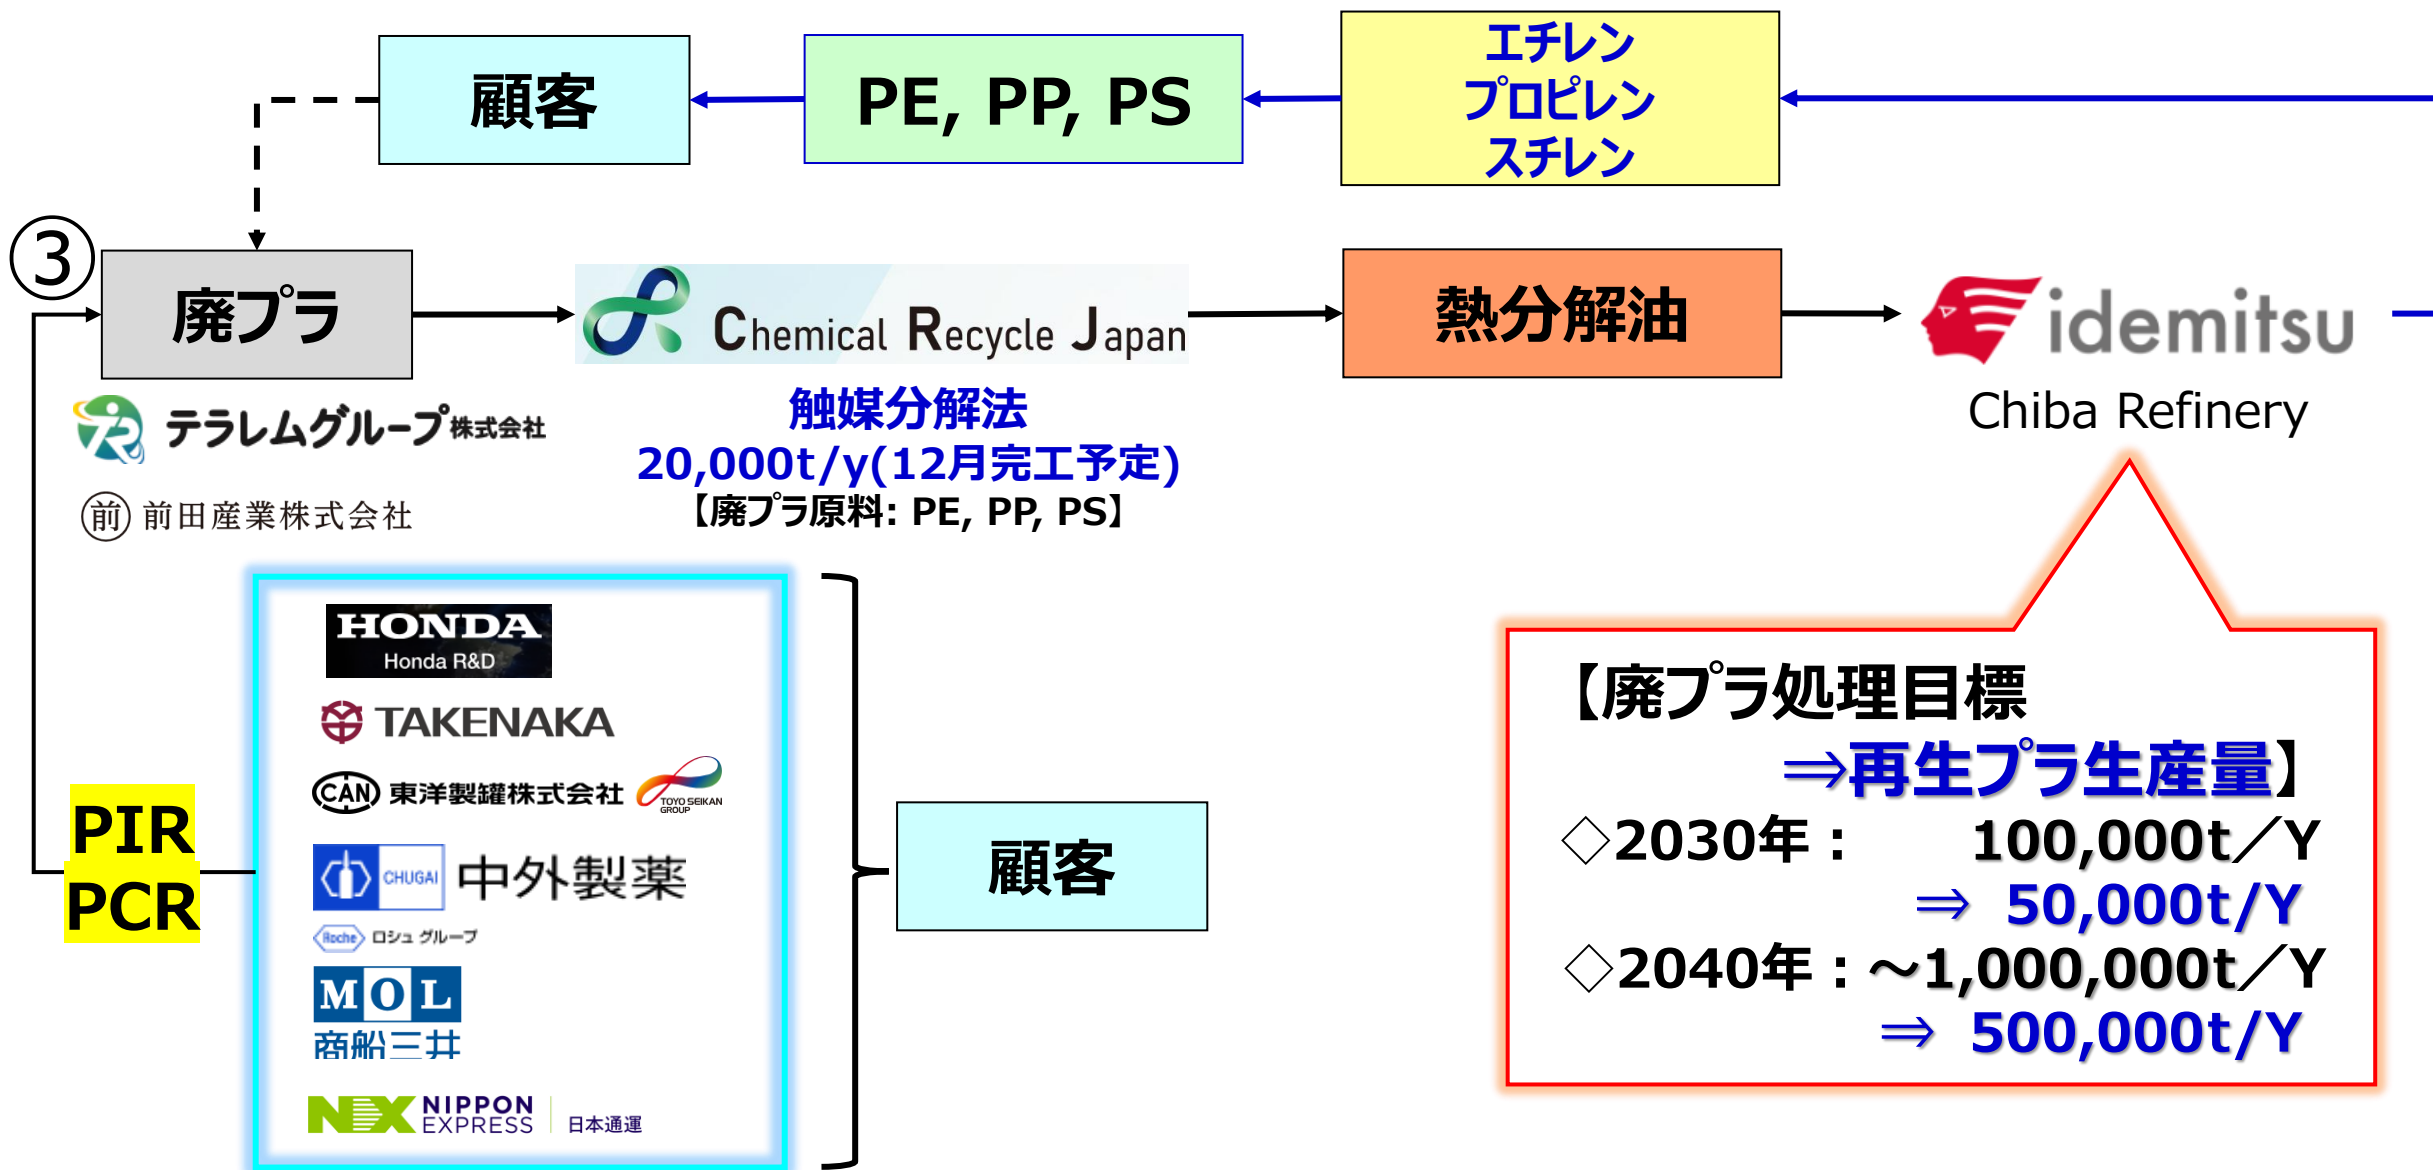 顧客
PE, PP, PS
エチレン
プロピレン
スチレン
③
廃プラ
Chemical Recycle Japan
熱分解油
idemitsu
Chiba Refinery
テラレムグループ株式会社
前 前田産業株式会社
触媒分解法
20,000t/y(12月完工予定)
【廃プラ原料: PE, PP, PS】
HONDA
Honda R&D
TAKENAKA
CAN 東洋製罐株式会社 TOYO SEIKAN
GROUP
CHUGAI 中外製薬
Roche ロシュ グループ
MOL
商船三井
NX NIPPON
EXPRESS 日本通運
PIR
PCR
顧客
【廃プラ処理目標
⇒再生プラ生産量】
◇2030年： 100,000t／Y
⇒ 50,000t/Y
◇2040年：～1,000,000t／Y
⇒ 500,000t/Y